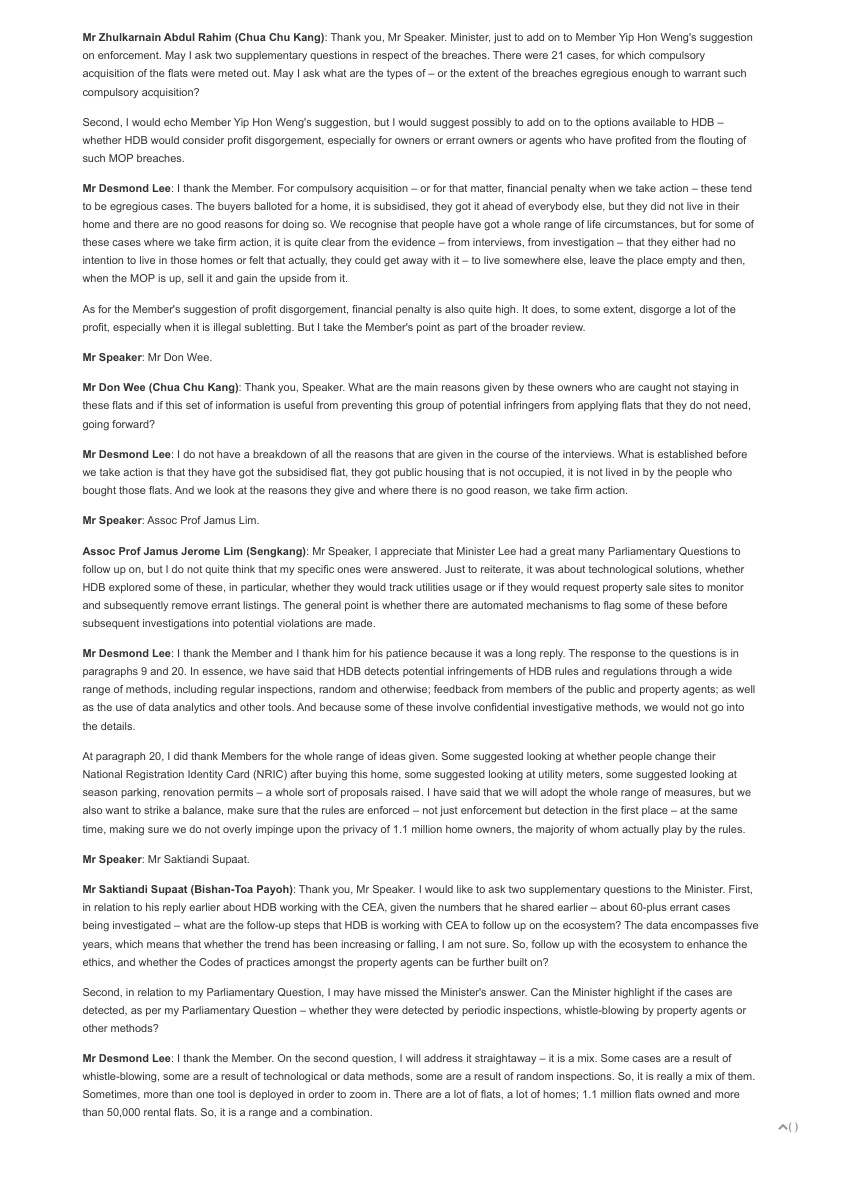 Mr Zhulkarnain Abdul Rahim (Chua Chu Kang): Thank you, Mr Speaker. Minister, just to add on to Member Yip Hon Weng's suggestion
on enforcement. May I ask two supplementary questions in respect of the breaches. There were 21 cases, for which compulsory
acquisition of the flats were meted out. May I ask what are the types of – or the extent of the breaches egregious enough to warrant such
compulsory acquisition?
Second, I would echo Member Yip Hon Weng's suggestion, but I would suggest possibly to add on to the options available to HDB –
whether HDB would consider profit disgorgement, especially for owners or errant owners or agents who have profited from the flouting of
such MOP breaches.
Mr Desmond Lee: I thank the Member. For compulsory acquisition – or for that matter, financial penalty when we take action – these tend
to be egregious cases. The buyers balloted for a home, it is subsidised, they got it ahead of everybody else, but they did not live in their
home and there are no good reasons for doing so. We recognise that people have got a whole range of life circumstances, but for some of
these cases where we take firm action, it is quite clear from the evidence – from interviews, from investigation – that they either had no
intention to live in those homes or felt that actually, they could get away with it – to live somewhere else, leave the place empty and then,
when the MOP is up, sell it and gain the upside from it.
As for the Member's suggestion of profit disgorgement, financial penalty is also quite high. It does, to some extent, disgorge a lot of the
profit, especially when it is illegal subletting. But I take the Member's point as part of the broader review.
Mr Speaker: Mr Don Wee.
Mr Don Wee (Chua Chu Kang): Thank you, Speaker. What are the main reasons given by these owners who are caught not staying in
these flats and if this set of information is useful from preventing this group of potential infringers from applying flats that they do not need,
going forward?
Mr Desmond Lee: I do not have a breakdown of all the reasons that are given in the course of the interviews. What is established before
we take action is that they have got the subsidised flat, they got public housing that is not occupied, it is not lived in by the people who
bought those flats. And we look at the reasons they give and where there is no good reason, we take firm action.
Mr Speaker: Assoc Prof Jamus Lim.
Assoc Prof Jamus Jerome Lim (Sengkang): Mr Speaker, I appreciate that Minister Lee had a great many Parliamentary Questions to
follow up on, but I do not quite think that my specific ones were answered. Just to reiterate, it was about technological solutions, whether
HDB explored some of these, in particular, whether they would track utilities usage or if they would request property sale sites to monitor
and subsequently remove errant listings. The general point is whether there are automated mechanisms to flag some of these before
subsequent investigations into potential violations are made.
Mr Desmond Lee: I thank the Member and I thank him for his patience because it was a long reply. The response to the questions is in
paragraphs 9 and 20. In essence, we have said that HDB detects potential infringements of HDB rules and regulations through a wide
range of methods, including regular inspections, random and otherwise; feedback from members of the public and property agents; as well
as the use of data analytics and other tools. And because some of these involve confidential investigative methods, we would not go into
the details.
At paragraph 20, I did thank Members for the whole range of ideas given. Some suggested looking at whether people change their
National Registration Identity Card (NRIC) after buying this home, some suggested looking at utility meters, some suggested looking at
season parking, renovation permits – a whole sort of proposals raised. I have said that we will adopt the whole range of measures, but we
also want to strike a balance, make sure that the rules are enforced – not just enforcement but detection in the first place – at the same
time, making sure we do not overly impinge upon the privacy of 1.1 million home owners, the majority of whom actually play by the rules.
Mr Speaker: Mr Saktiandi Supaat.
Mr Saktiandi Supaat (Bishan-Toa Payoh): Thank you, Mr Speaker. I would like to ask two supplementary questions to the Minister. First,
in relation to his reply earlier about HDB working with the CEA, given the numbers that he shared earlier – about 60-plus errant cases
being investigated – what are the follow-up steps that HDB is working with CEA to follow up on the ecosystem? The data encompasses five
years, which means that whether the trend has been increasing or falling, I am not sure. So, follow up with the ecosystem to enhance the
ethics, and whether the Codes of practices amongst the property agents can be further built on?
Second, in relation to my Parliamentary Question, I may have missed the Minister's answer. Can the Minister highlight if the cases are
detected, as per my Parliamentary Question – whether they were detected by periodic inspections, whistle-blowing by property agents or
other methods?
Mr Desmond Lee: I thank the Member. On the second question, I will address it straightaway – it is a mix. Some cases are a result of
whistle-blowing, some are a result of technological or data methods, some are a result of random inspections. So, it is really a mix of them.
Sometimes, more than one tool is deployed in order to zoom in. There are a lot of flats, a lot of homes; 1.1 million flats owned and more
than 50,000 rental flats. So, it is a range and a combination.
( )